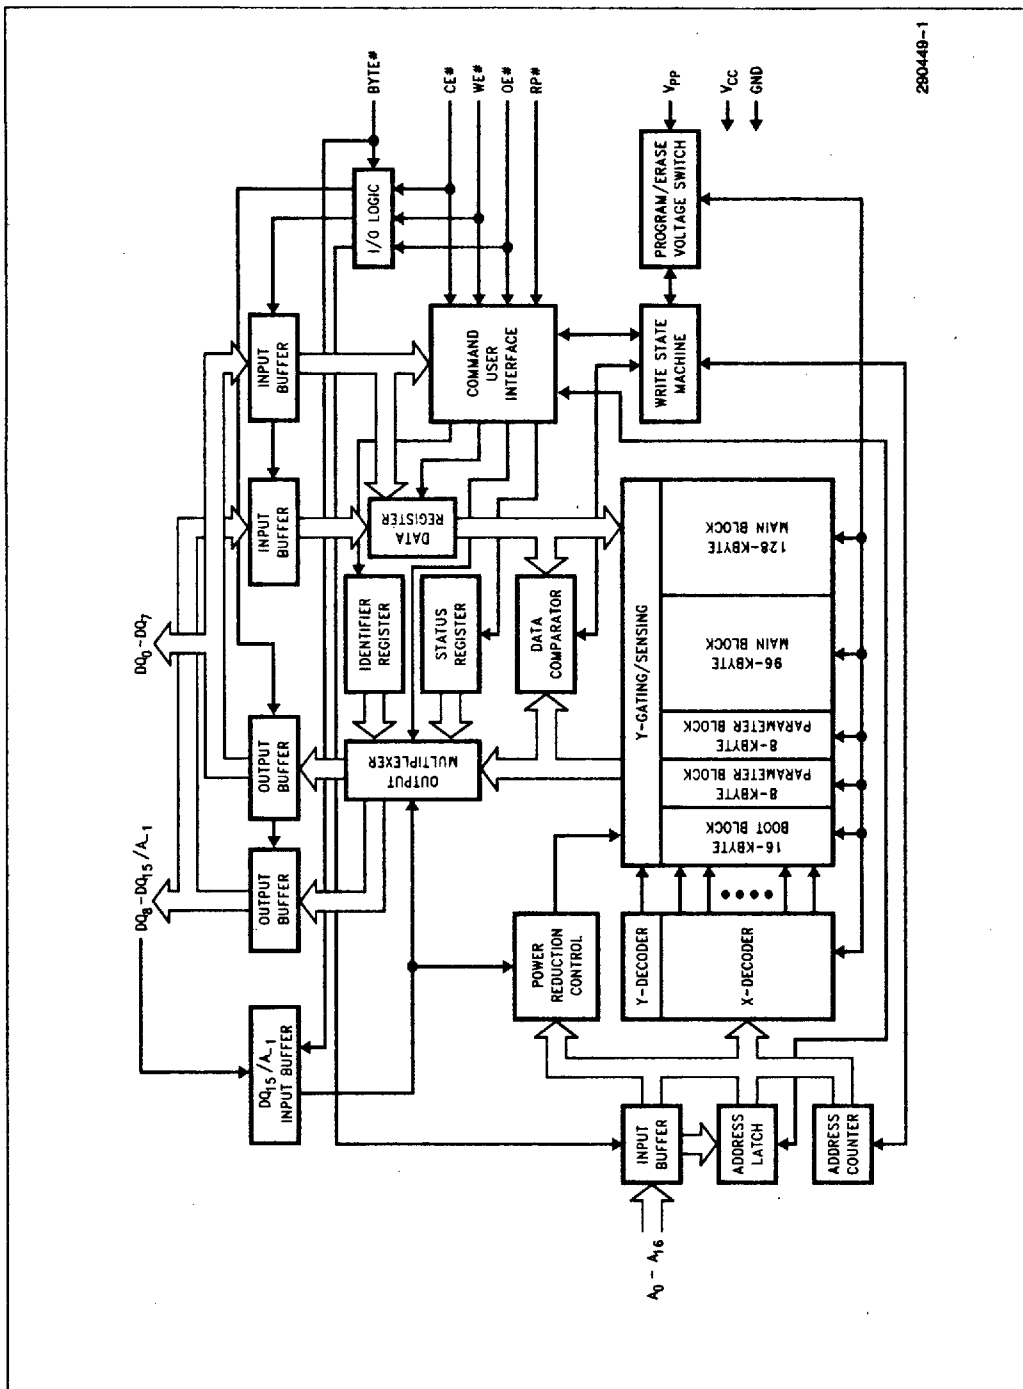 DQ8-DQ15/A-1
DQ0-DQ7
DQ15/A-1
INPUT BUFFER
OUTPUT
BUFFER
OUTPUT
BUFFER
INPUT
BUFFER
INPUT
BUFFER
I/O LOGIC
BYTE#
CE#
WE#
OE#
RP#
OUTPUT
MULTIPLEXER
IDENTIFIER
REGISTER
STATUS
REGISTER
DATA
REGISTER
COMMAND
USER
INTERFACE
POWER
REDUCTION
CONTROL
DATA
COMPARATOR
A0 - A16
INPUT
BUFFER
ADDRESS
LATCH
ADDRESS
COUNTER
Y-DECODER
X-DECODER
Y-GATING/SENSING
16-KBYTE
BOOT BLOCK
8-KBYTE
PARAMETER BLOCK
8-KBYTE
PARAMETER BLOCK
96-KBYTE
MAIN BLOCK
128-KBYTE
MAIN BLOCK
WRITE STATE
MACHINE
PROGRAM/ERASE
VOLTAGE SWITCH
VPP
VCC
GND
290449-1